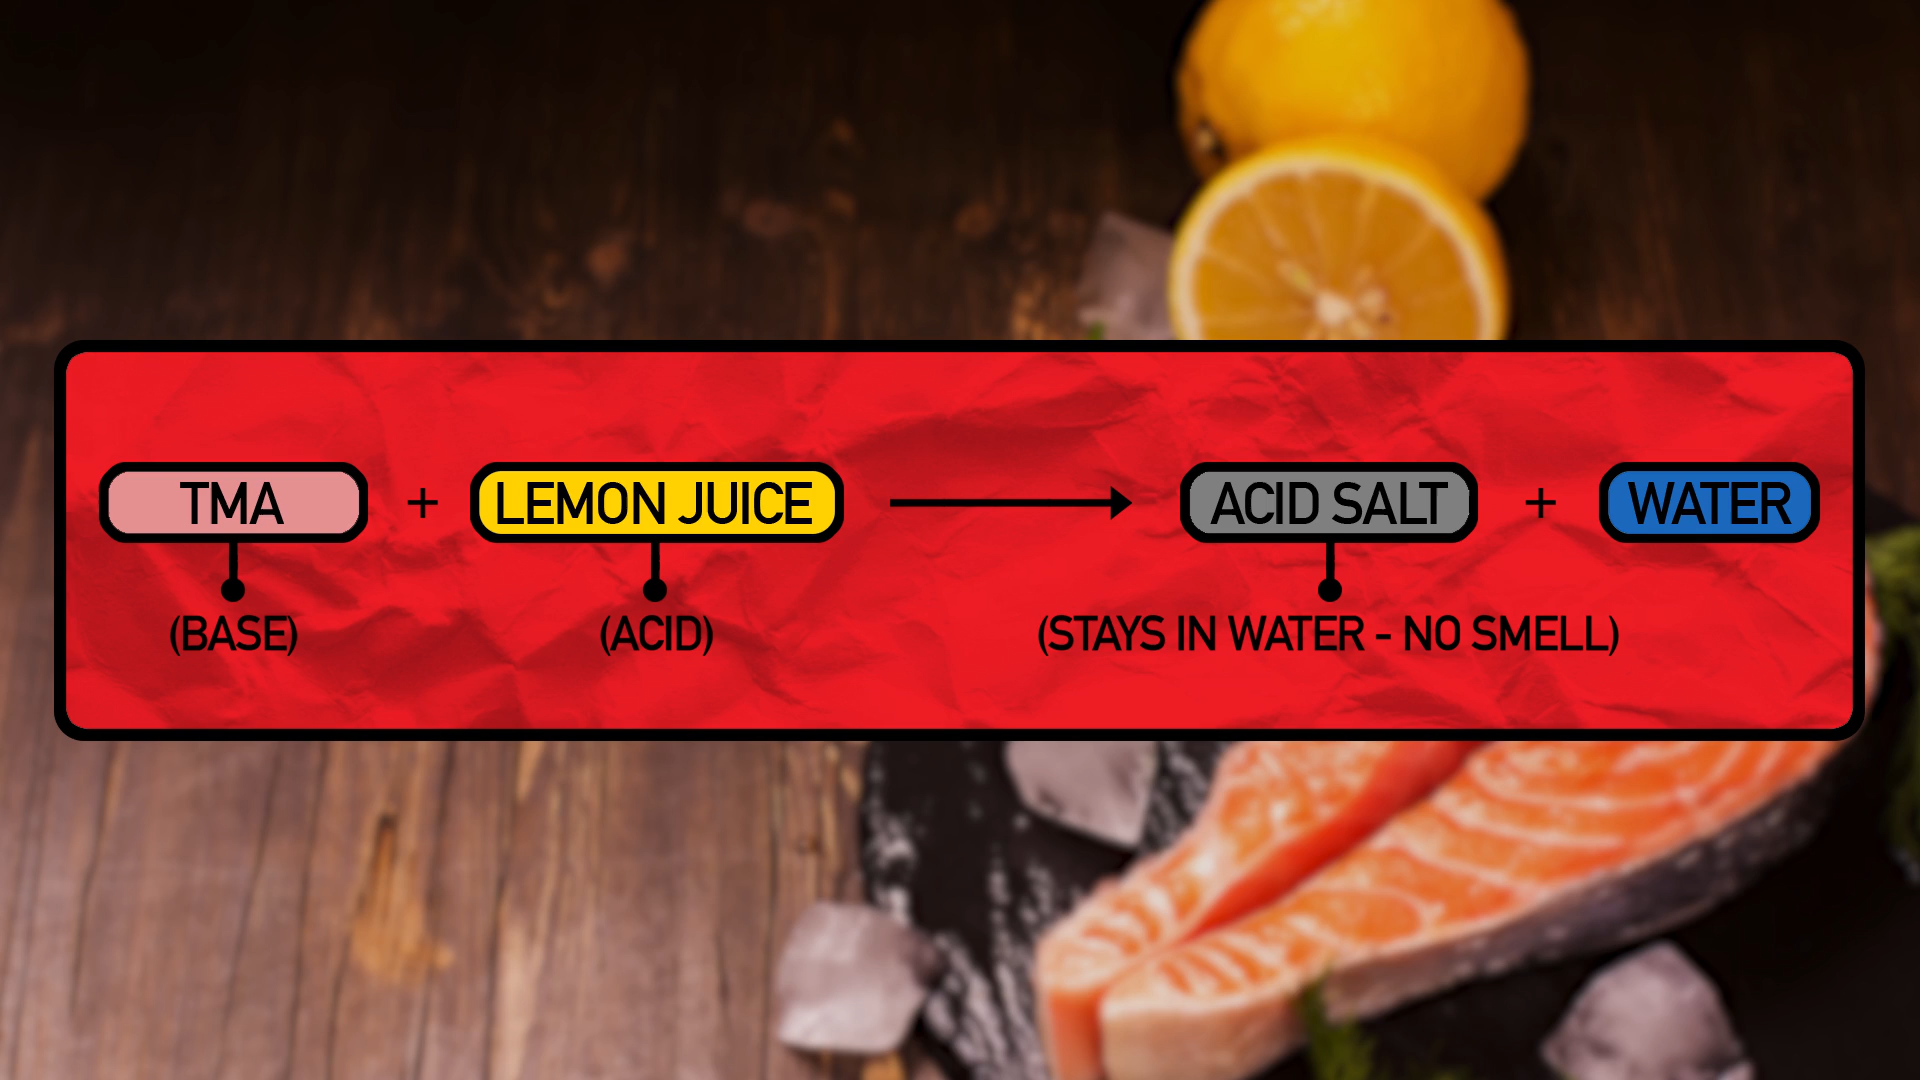 TMA + LEMON JUICE → ACID SALT + WATER
(BASE) (ACID) (STAYS IN WATER - NO SMELL)